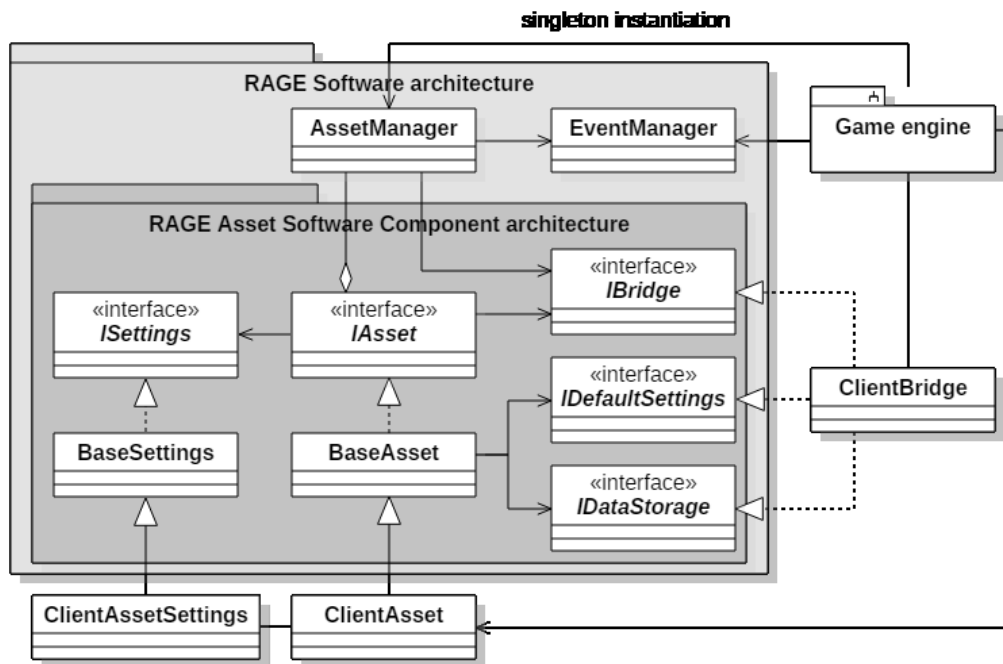 singleton instantiation
RAGE Software architecture
AssetManager
EventManager
Game engine
RAGE Asset Software Component architecture
«interface»
IBridge
«interface»
ISettings
«interface»
IAsset
«interface»
IDefaultSettings
ClientBridge
BaseSettings
BaseAsset
«interface»
IDataStorage
ClientAssetSettings
ClientAsset